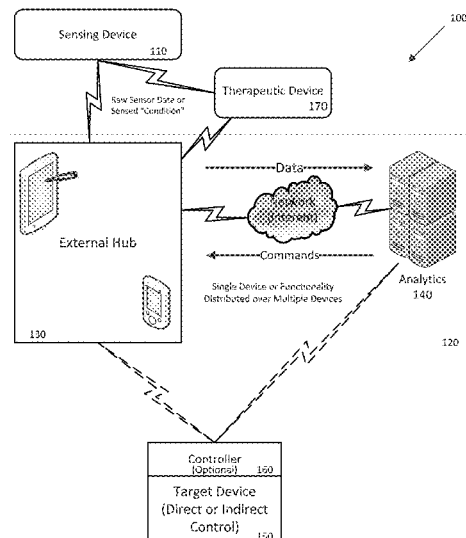 100
Sensing Device
110
Raw Sensor Data or
Sensed "Condition"
Therapeutic Device
170
Data
Network
(Internet)
Commands
External Hub
130
Single Device or Functionality
Distributed over Multiple Devices
Analytics
140
120
Controller
(Optional) 160
Target Device
(Direct or Indirect
Control)
150